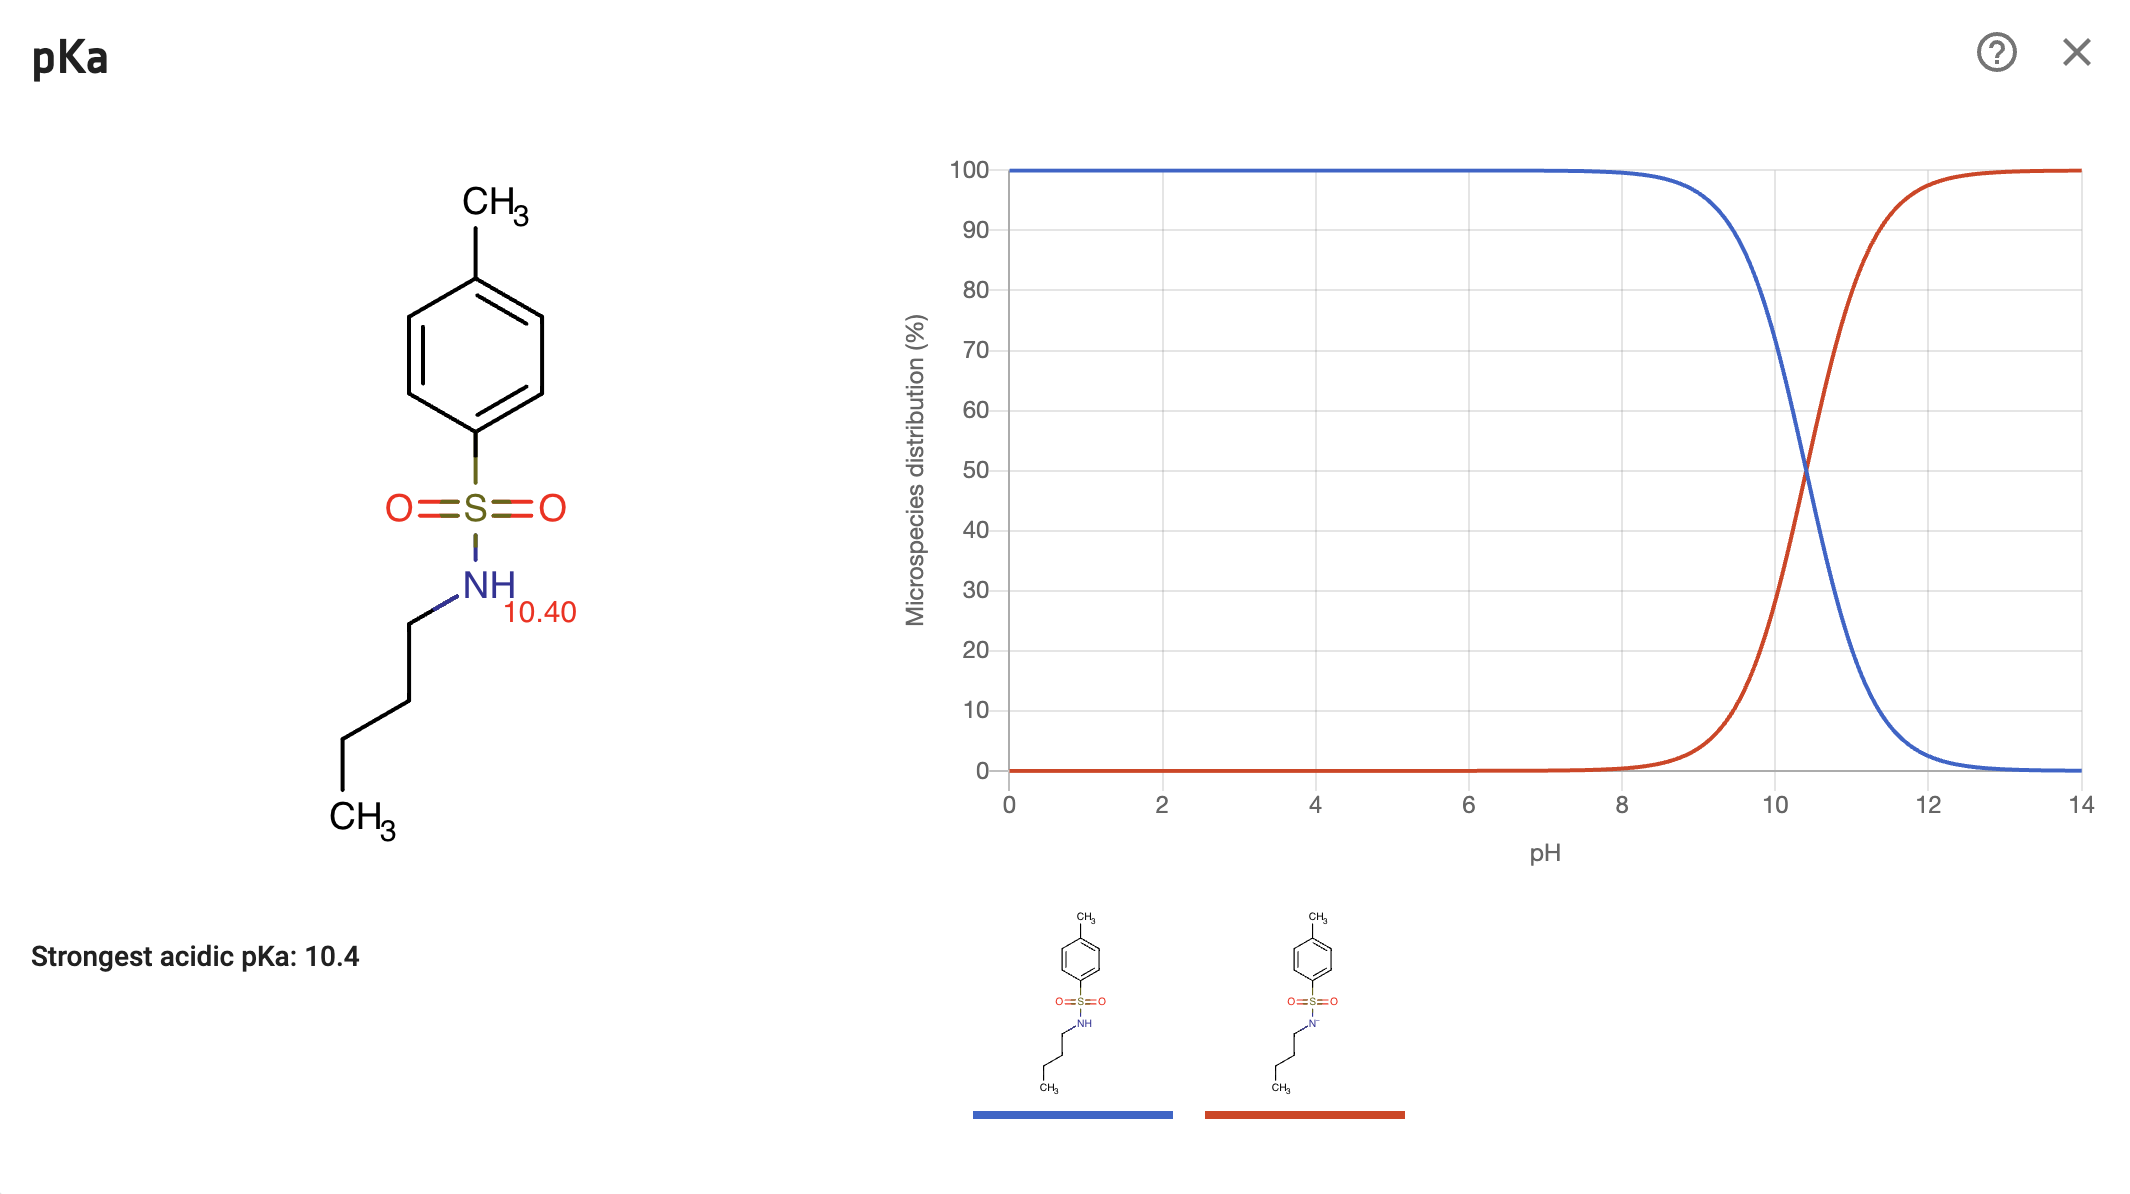 pKa
CH3
O S O
NH
10.40
CH3
Strongest acidic pKa: 10.4
Microspecies distribution (%)
100
90
80
70
60
50
40
30
20
10
0
0 2 4 6 8 10 12 14
pH
CH3
O S O
NH
CH3
CH3
O S O
N-
CH3